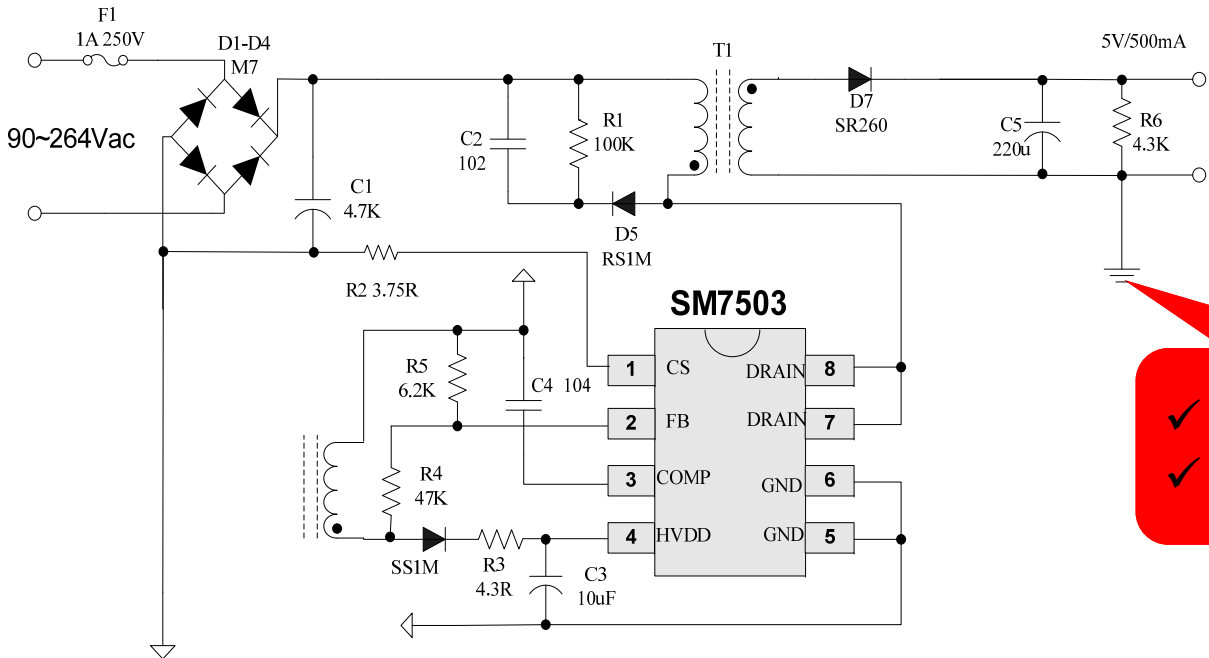 F1
1A 250V
D1-D4
M7
T1
5V/500mA
90~264Vac
C1
4.7K
C2
102
R1
100K
D5
RS1M
D7
SR260
C5
220u
R6
4.3K
R2 3.75R
SM7503
R5
6.2K
C4 104
R4
47K
SS1M
R3
4.3R
C3
10uF
1 CS DRAIN 8
2 FB DRAIN 7
3 COMP GND 6
4 HVDD GND 5